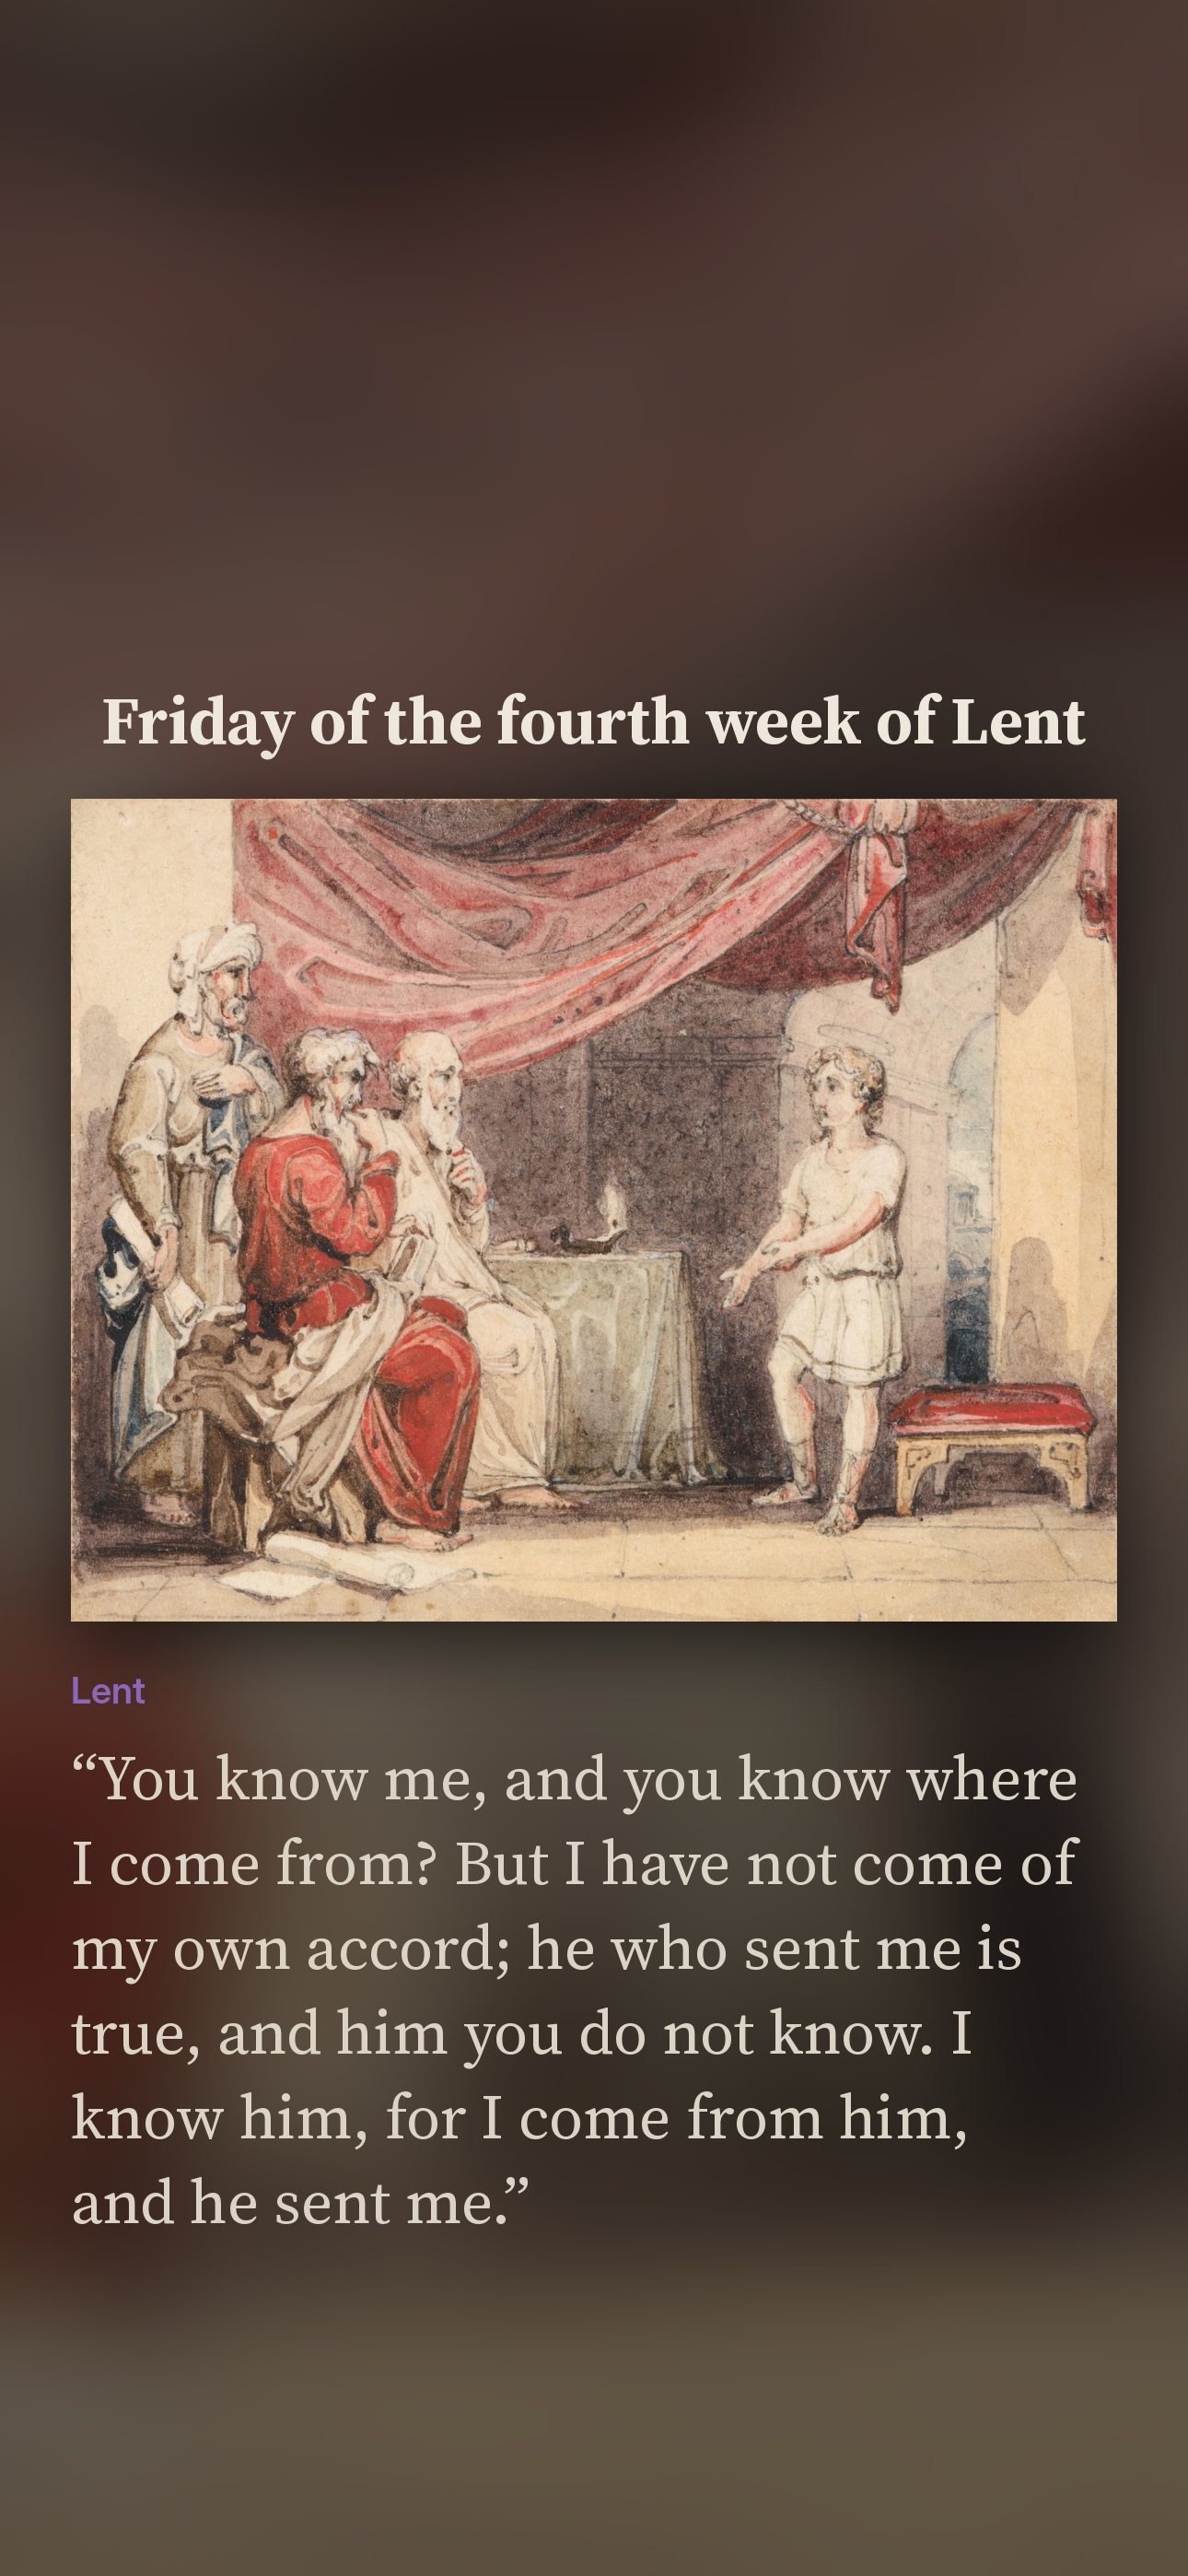 Friday of the fourth week of Lent
Lent
“You know me, and you know where
I come from? But I have not come of
my own accord; he who sent me is
true, and him you do not know. I
know him, for I come from him,
and he sent me.”